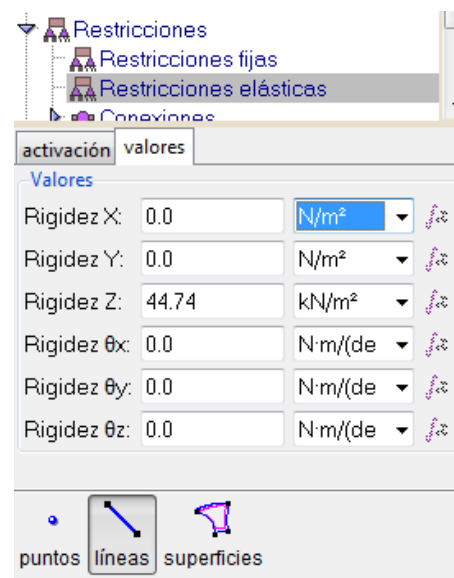 Restricciones
Restricciones fijas
Restricciones elásticas
Conexiones
activación valores
Valores
Rigidez X: 0.0 N/m²
Rigidez Y: 0.0 N/m²
Rigidez Z: 44.74 kN/m²
Rigidez θx: 0.0 N·m/(de
Rigidez θy: 0.0 N·m/(de
Rigidez θz: 0.0 N·m/(de
puntos líneas superficies